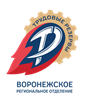 ТРУДОВЫЕ РЕЗЕРВЫ
ВОРОНЕЖСКОЕ
РЕГИОНАЛЬНОЕ ОТДЕЛЕНИЕ